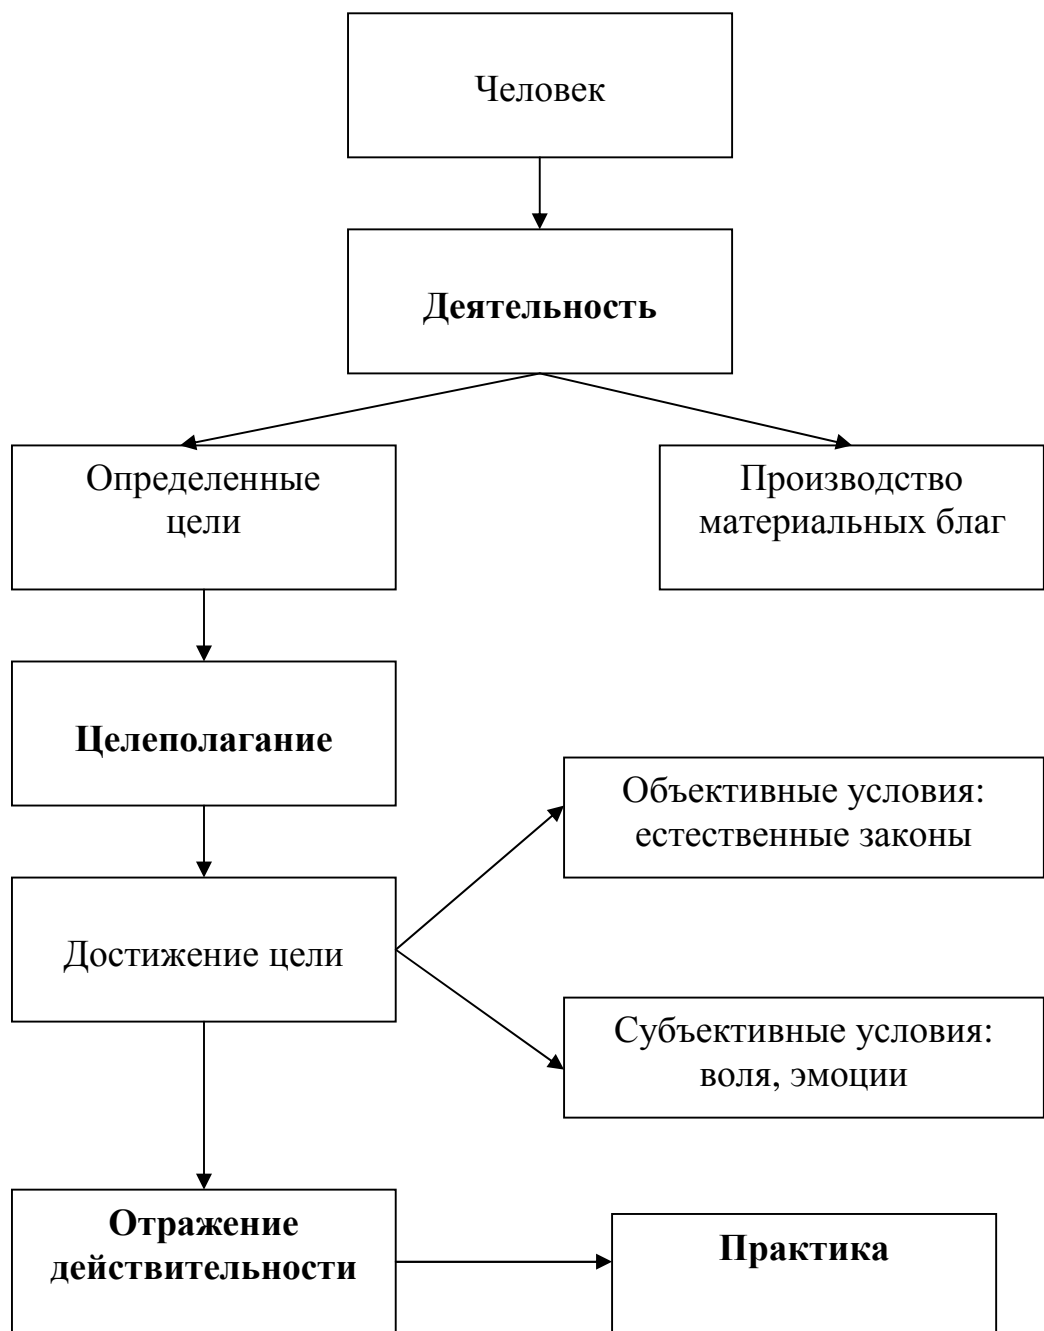 Человек
Деятельность
Определенные
цели
Производство
материальных благ
Целеполагание
Объективные условия:
естественные законы
Достижение цели
Субъективные условия:
воля, эмоции
Отражение
действительности
Практика